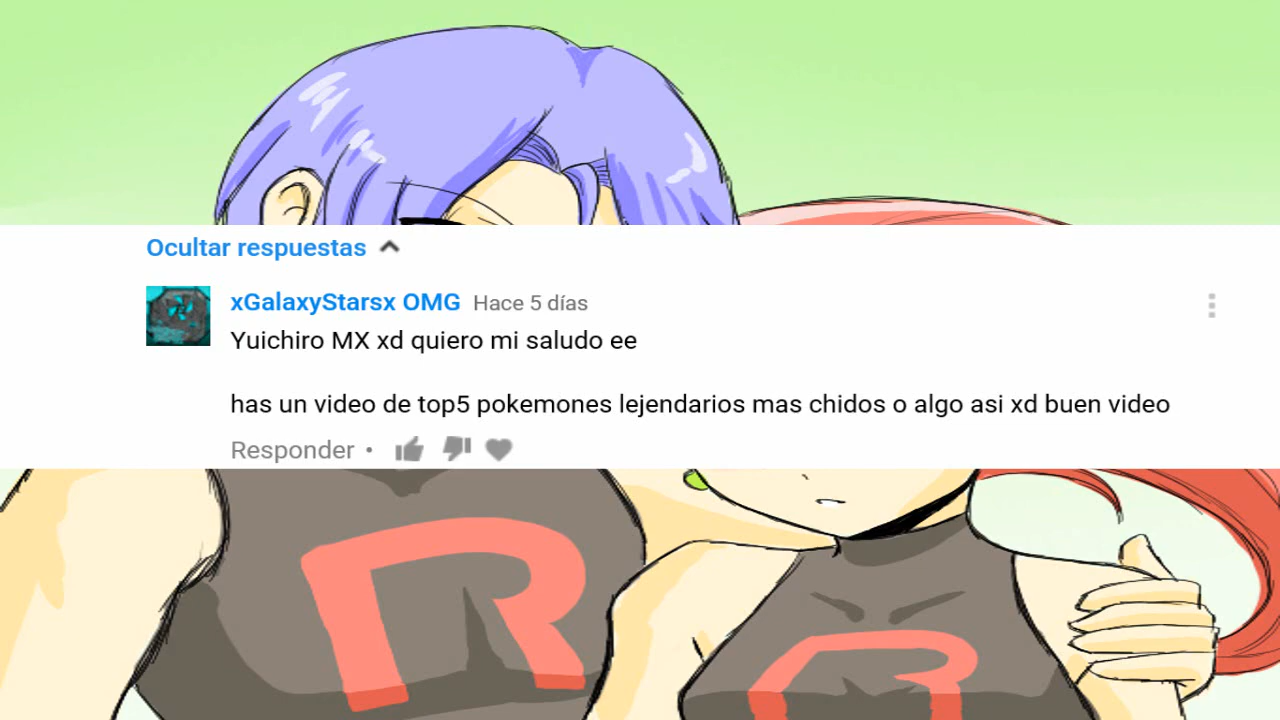 Ocultar respuestas
xGalaxyStarsx OMG Hace 5 días
Yuichiro MX xd quiero mi saludo ee
has un video de top5 pokemones lejendarios mas chidos o algo asi xd buen video
Responder •
R
R